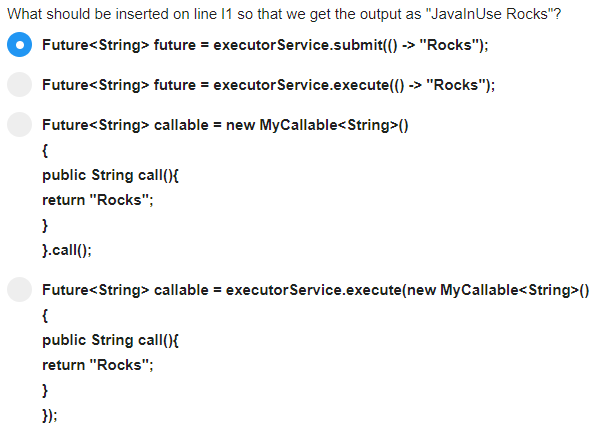 What should be inserted on line I1 so that we get the output as "JavaInUse Rocks"?
Future<String> future = executorService.submit(() -> "Rocks");
Future<String> future = executorService.execute(() -> "Rocks");
Future<String> callable = new MyCallable<String>()
{
public String call(){
return "Rocks";
}
}.call();
Future<String> callable = executorService.execute(new MyCallable<String>()
{
public String call(){
return "Rocks";
}
});